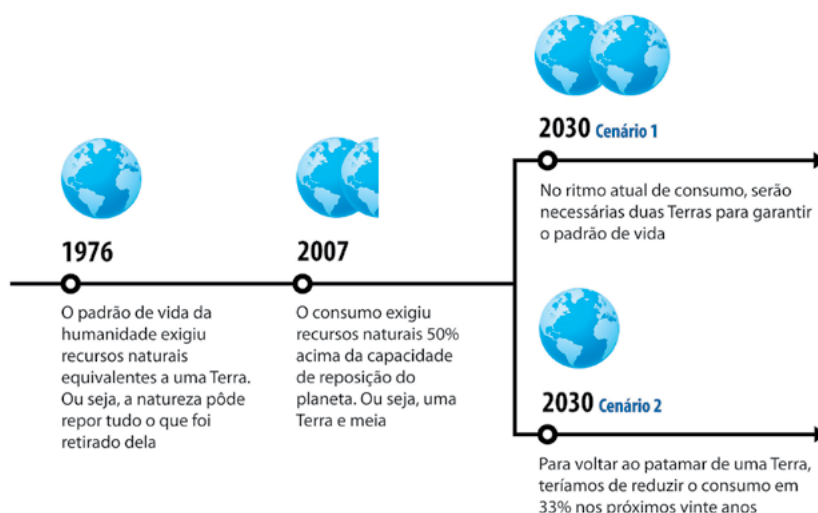 1976
O padrão de vida da
humanidade exigiu
recursos naturais
equivalentes a uma Terra.
Ou seja, a natureza pôde
repor tudo o que foi
retirado dela
2007
O consumo exigiu
recursos naturais 50%
acima da capacidade
de reposição do
planeta. Ou seja, uma
Terra e meia
2030 Cenário 1
No ritmo atual de consumo, serão
necessárias duas Terras para garantir
o padrão de vida
2030 Cenário 2
Para voltar ao patamar de uma Terra,
teríamos de reduzir o consumo em
33% nos próximos vinte anos